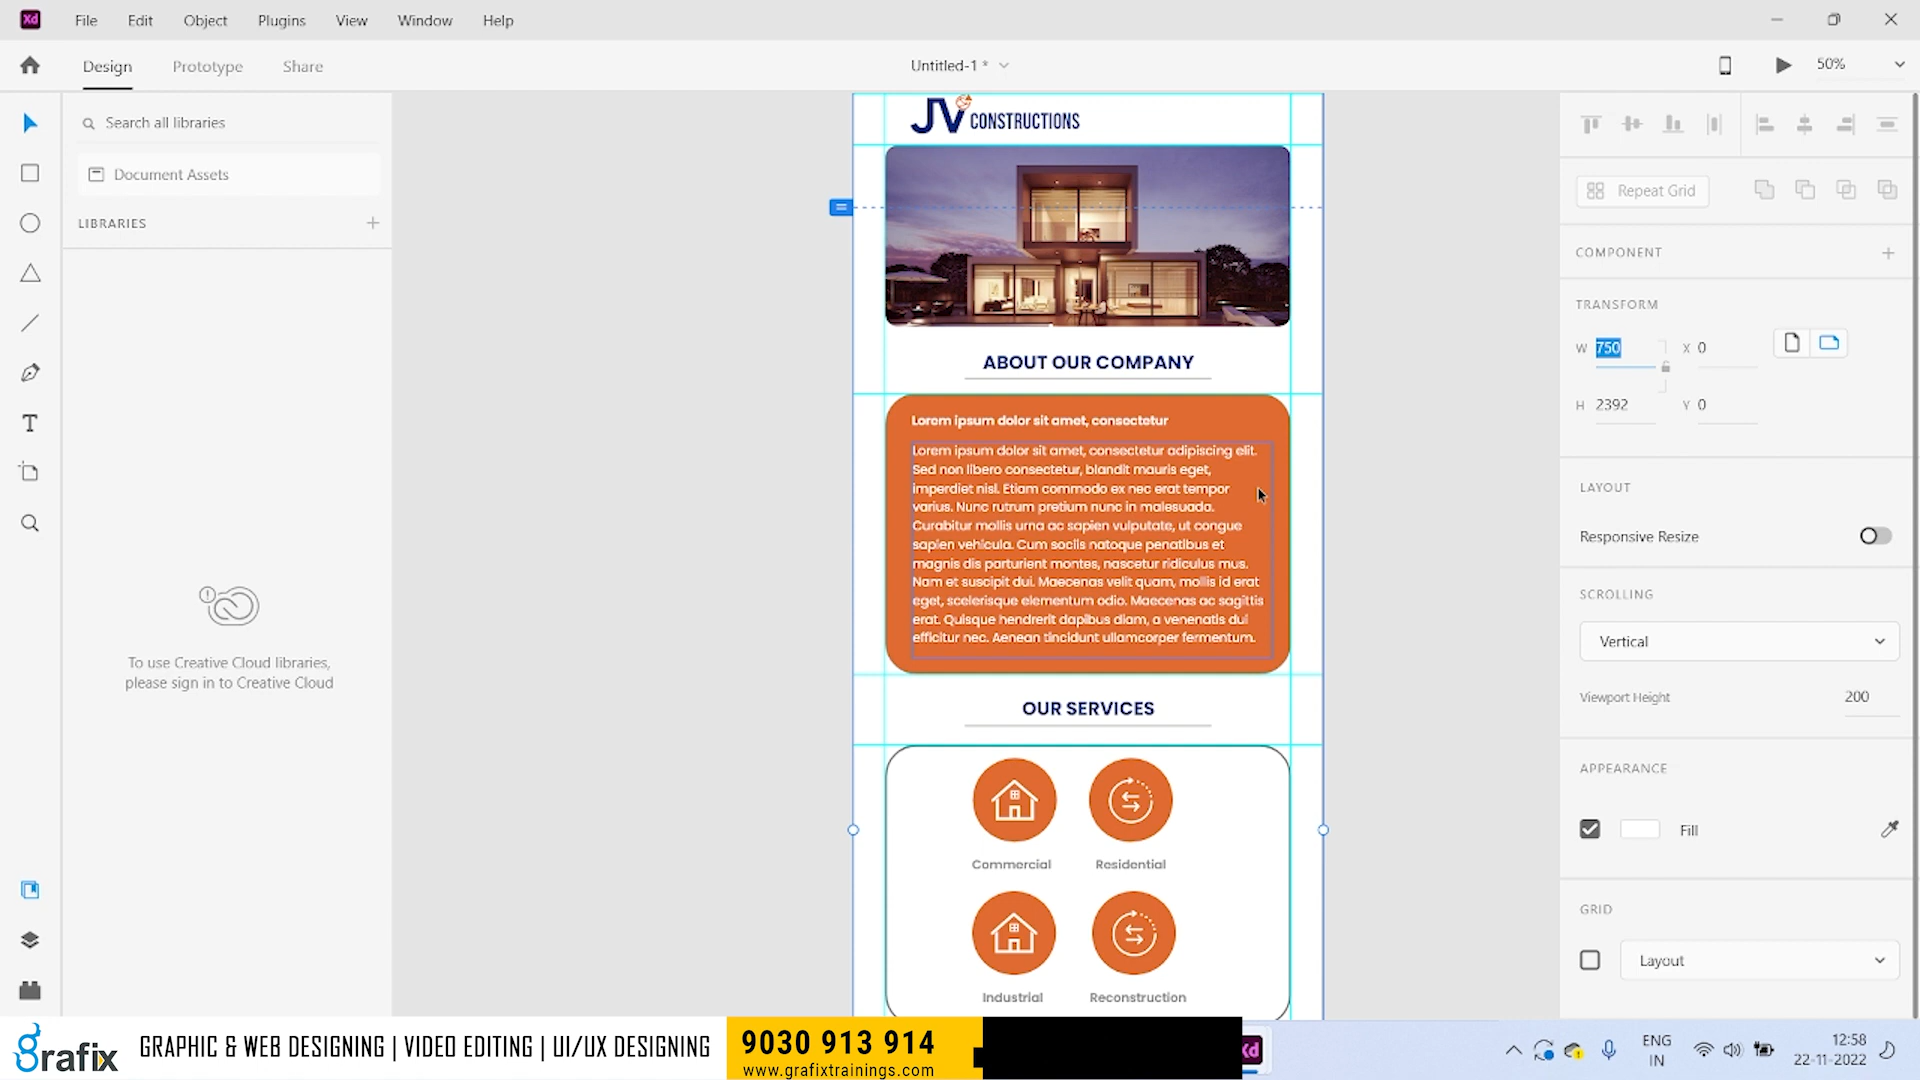 Xd
File Edit Object Plugins View Window Help
Design Prototype Share
Untitled-1 *
50%
Search all libraries
Document Assets
LIBRARIES
To use Creative Cloud libraries,
please sign in to Creative Cloud
JV CONSTRUCTIONS
ABOUT OUR COMPANY
Lorem ipsum dolor sit amet, consectetur
Lorem ipsum dolor sit amet, consectetur adipiscing elit.
Sed non libero consectetur, blandit mauris eget,
imperdiet nisl. Etiam commodo ex nec erat tempor
varius. Nunc rutrum pretium nunc in malesuada.
Curabitur mollis urna ac sapien vulputate, ut congue
sapien vehicula. Cum sociis natoque penatibus et
magnis dis parturient montes, nascetur ridiculus mus.
Nam et suscipit dui. Maecenas velit quam, mollis id erat
eget, scelerisque elementum odio. Maecenas ac sagittis
erat. Quisque hendrerit dapibus diam, a venenatis dui
efficitur nec. Aenean tincidunt ullamcorper fermentum.
OUR SERVICES
Commercial Residential
Industrial Reconstruction
Repeat Grid
COMPONENT
TRANSFORM
W 750 X 0
H 2392 Y 0
LAYOUT
Responsive Resize
SCROLLING
Vertical
Viewport Height 200
APPEARANCE
Fill
GRID
Layout
grafix
GRAPHIC & WEB DESIGNING | VIDEO EDITING | UI/UX DESIGNING
9030 913 914
www.grafixtrainings.com
Xd
ENG
IN
12:58
22-11-2022